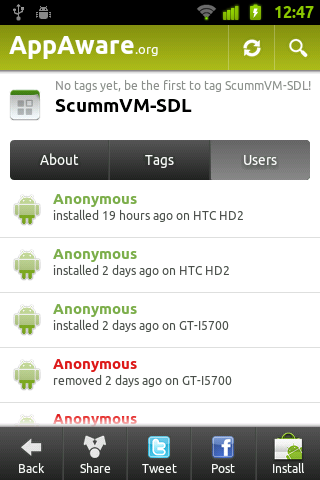 12:47
AppAware.org
No tags yet, be the first to tag ScummVM-SDL!
ScummVM-SDL
About Tags Users
Anonymous
installed 19 hours ago on HTC HD2
Anonymous
installed 2 days ago on HTC HD2
Anonymous
installed 2 days ago on GT-I5700
Anonymous
removed 2 days ago on GT-I5700
Anonymous
Back Share Tweet Post Install